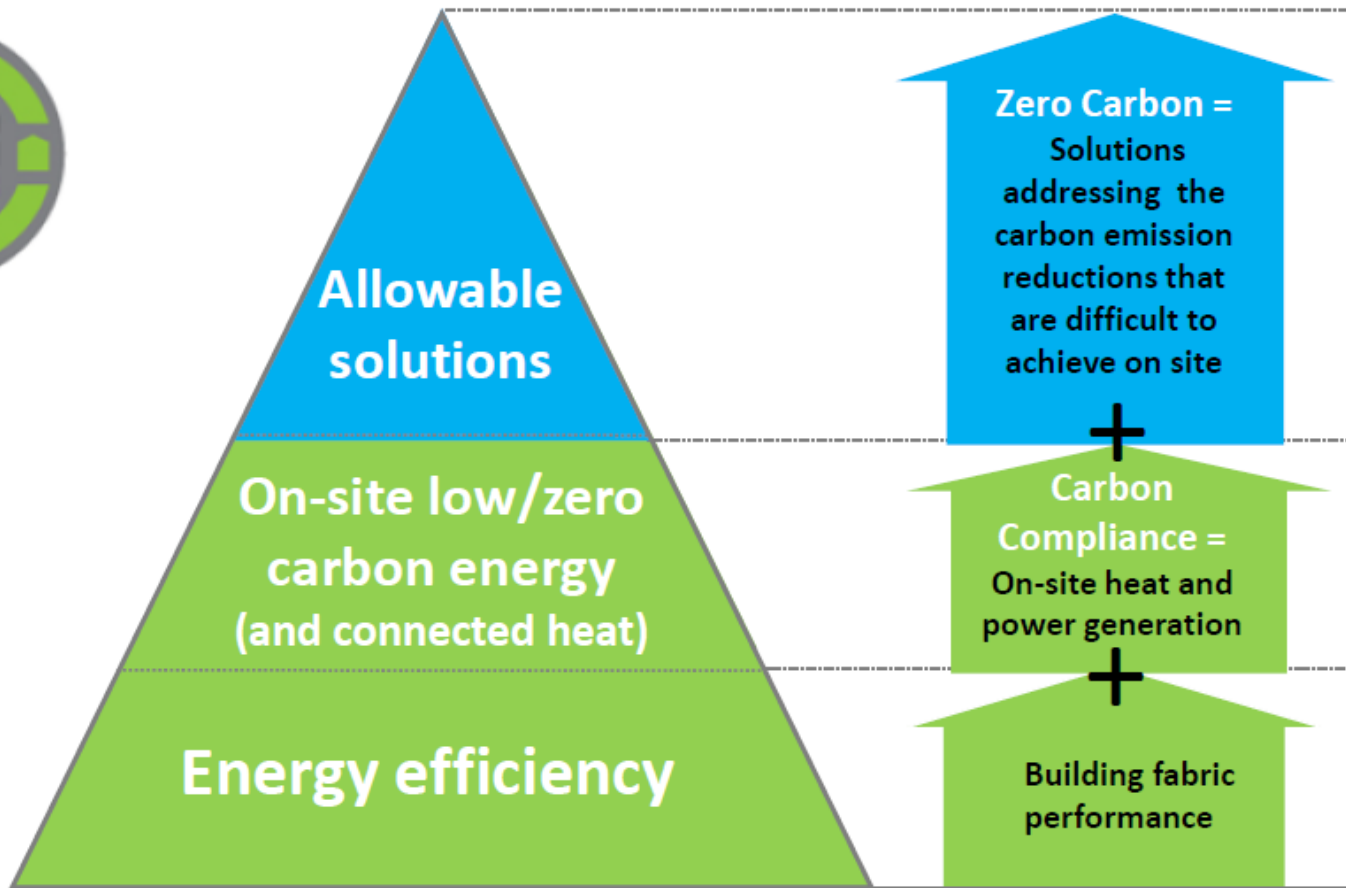 Allowable
solutions
On-site low/zero
carbon energy
(and connected heat)
Energy efficiency
Zero Carbon =
Solutions
addressing the
carbon emission
reductions that
are difficult to
achieve on site
+
Carbon
Compliance =
On-site heat and
power generation
+
Building fabric
performance